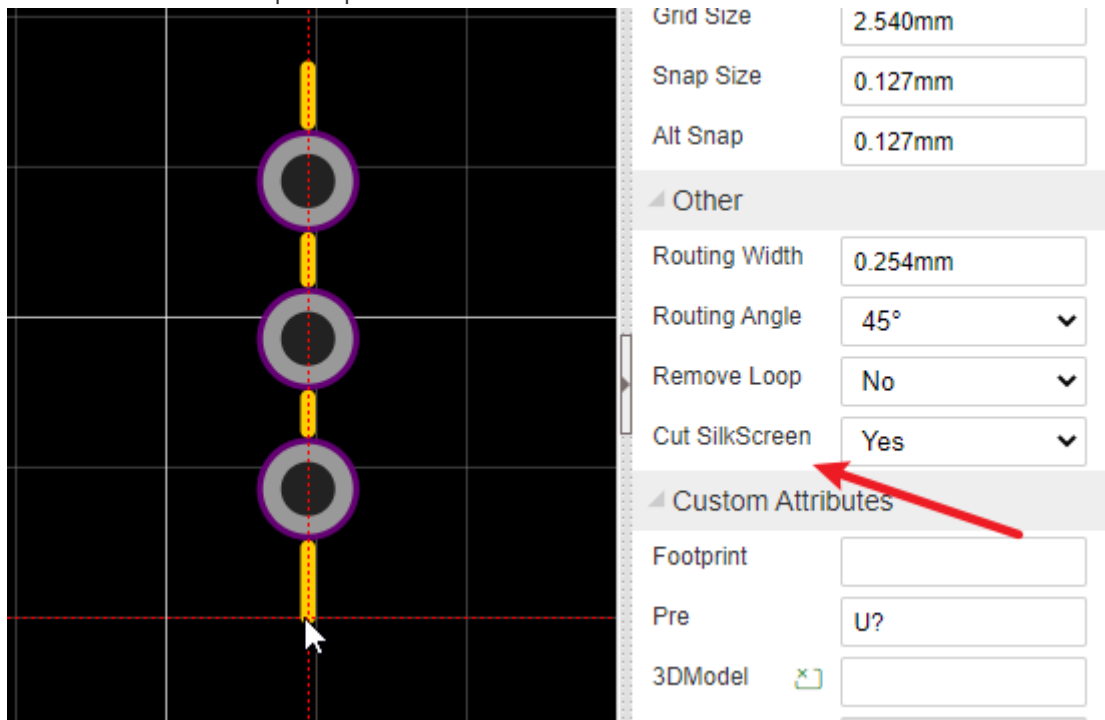 Grid Size 2.540mm
Snap Size 0.127mm
Alt Snap 0.127mm
Other
Routing Width 0.254mm
Routing Angle 45°
Remove Loop No
Cut SilkScreen Yes
Custom Attributes
Footprint
Pre U?
3DModel